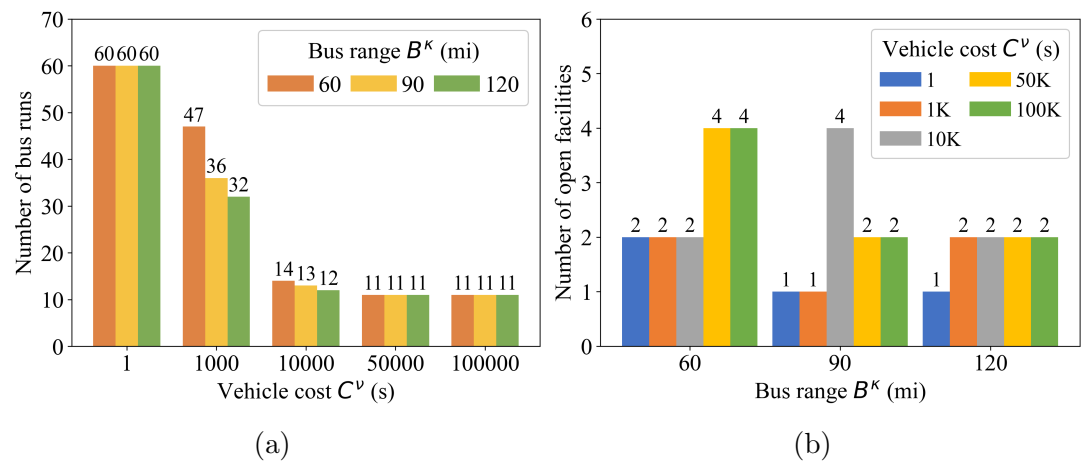 70
60
50
40
30
20
10
0
Number of bus runs
60 60 60
47
36
32
14
13
12
11 11 11
11 11 11
Bus range B^κ (mi)
60 90 120
1 1000 10000 50000 100000
Vehicle cost C^ν (s)
(a)
6
5
4
3
2
1
0
Number of open facilities
2 2 2 4 4
1 1 4 2 2
1 2 2 2 2
Vehicle cost C^ν (s)
1 50K
1K 100K
10K
60 90 120
Bus range B^κ (mi)
(b)